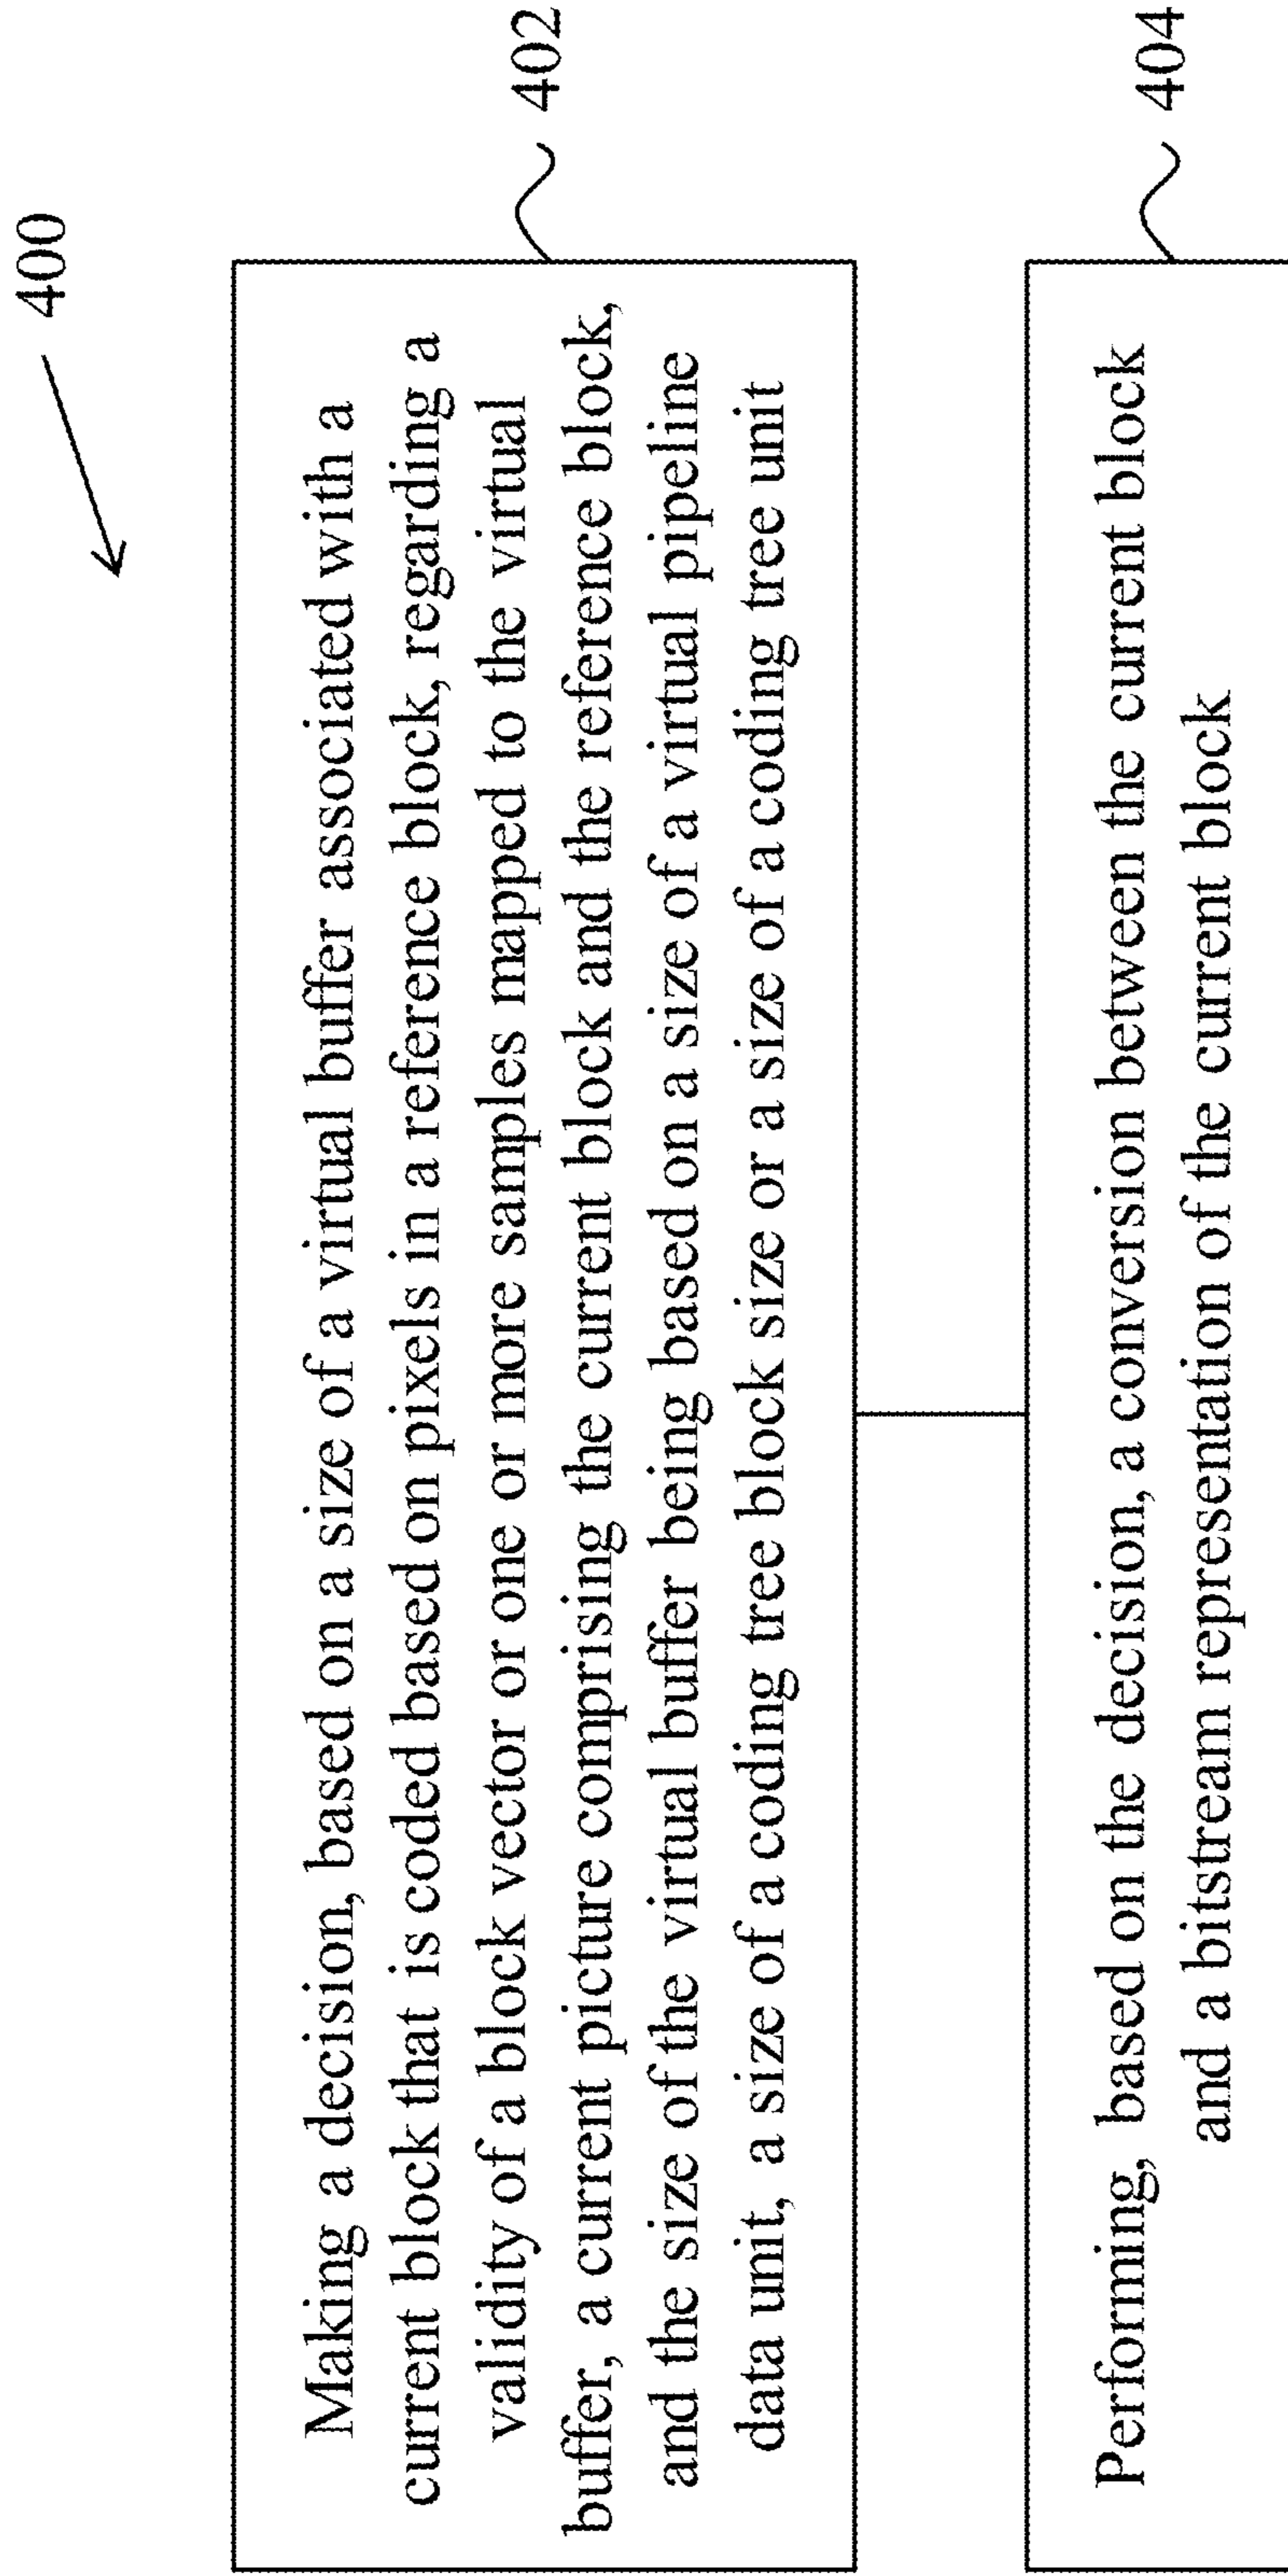 400
Making a decision, based on a size of a virtual buffer associated with a
current block that is coded based on pixels in a reference block, regarding a
validity of a block vector or one or more samples mapped to the virtual
buffer, a current picture comprising the current block and the reference block,
and the size of the virtual buffer being based on a size of a virtual pipeline
data unit, a size of a coding tree block size or a size of a coding tree unit
402
Performing, based on the decision, a conversion between the current block
and a bitstream representation of the current block
404